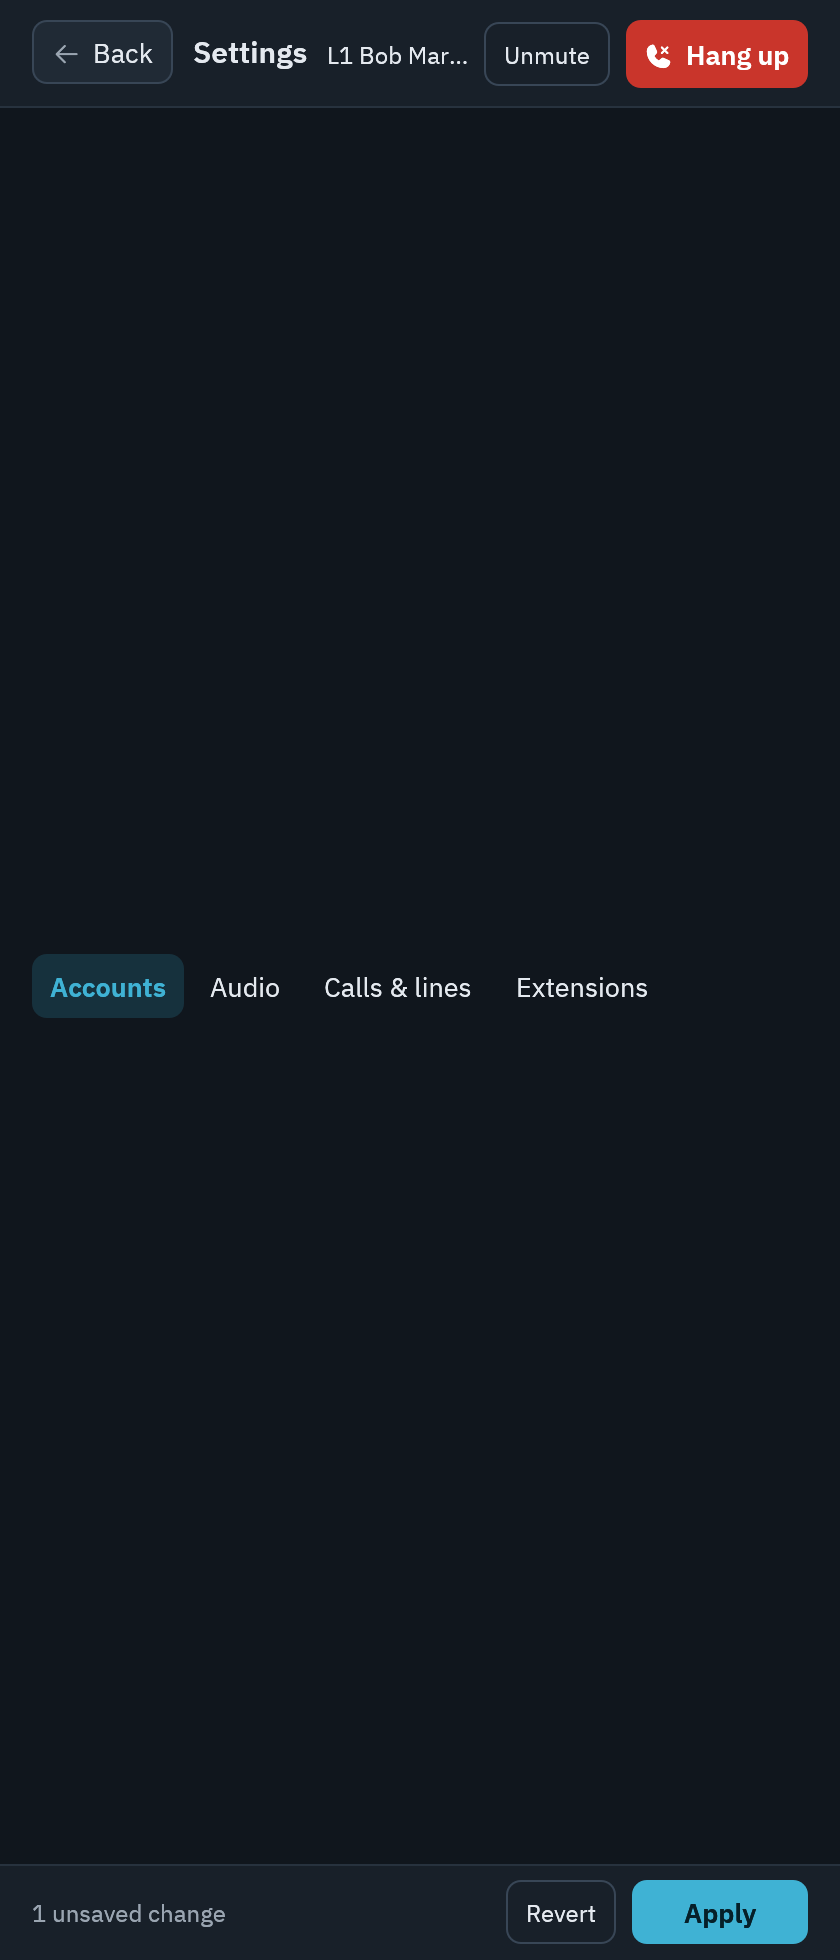 Back Settings L1 Bob Mar... Unmute Hang up
Accounts Audio Calls & lines Extensions
1 unsaved change Revert Apply